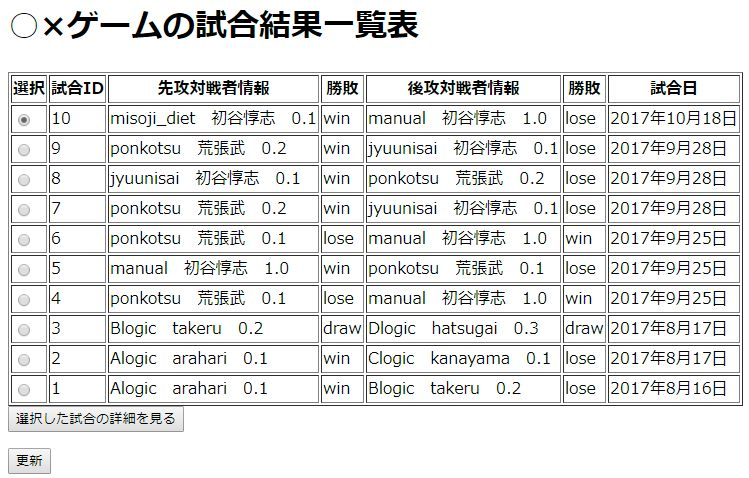 ○×ゲームの試合結果一覧表
選択 試合ID 先攻対戦者情報 勝敗 後攻対戦者情報 勝敗 試合日
10 misoji_diet 初谷惇志 0.1 win manual 初谷惇志 1.0 lose 2017年10月18日
9 ponkotsu 荒張武 0.2 win jyuunisai 初谷惇志 0.1 lose 2017年9月28日
8 jyuunisai 初谷惇志 0.1 win ponkotsu 荒張武 0.2 lose 2017年9月28日
7 ponkotsu 荒張武 0.2 win jyuunisai 初谷惇志 0.1 lose 2017年9月28日
6 ponkotsu 荒張武 0.1 lose manual 初谷惇志 1.0 win 2017年9月25日
5 manual 初谷惇志 1.0 win ponkotsu 荒張武 0.1 lose 2017年9月25日
4 ponkotsu 荒張武 0.1 lose manual 初谷惇志 1.0 win 2017年9月25日
3 Blogic takeru 0.2 draw Dlogic hatsugai 0.3 draw 2017年8月17日
2 Alogic arahari 0.1 win Clogic kanayama 0.1 lose 2017年8月17日
1 Alogic arahari 0.1 win Blogic takeru 0.2 lose 2017年8月16日
選択した試合の詳細を見る
更新